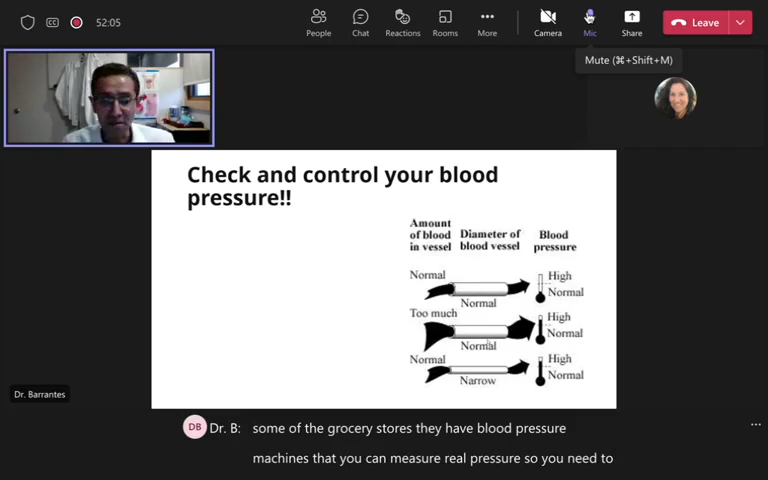 52:05
People
Chat
Reactions
Rooms
More
Camera
Mic
Share
Leave
Mute (⌘+Shift+M)
Check and control your blood
pressure!!
Amount
of blood
in vessel
Diameter of
blood vessel
Blood
pressure
Normal
Normal
High
Normal
Too much
Normal
High
Normal
Normal
Narrow
High
Normal
Dr. Barrantes
DB Dr. B: some of the grocery stores they have blood pressure
machines that you can measure real pressure so you need to